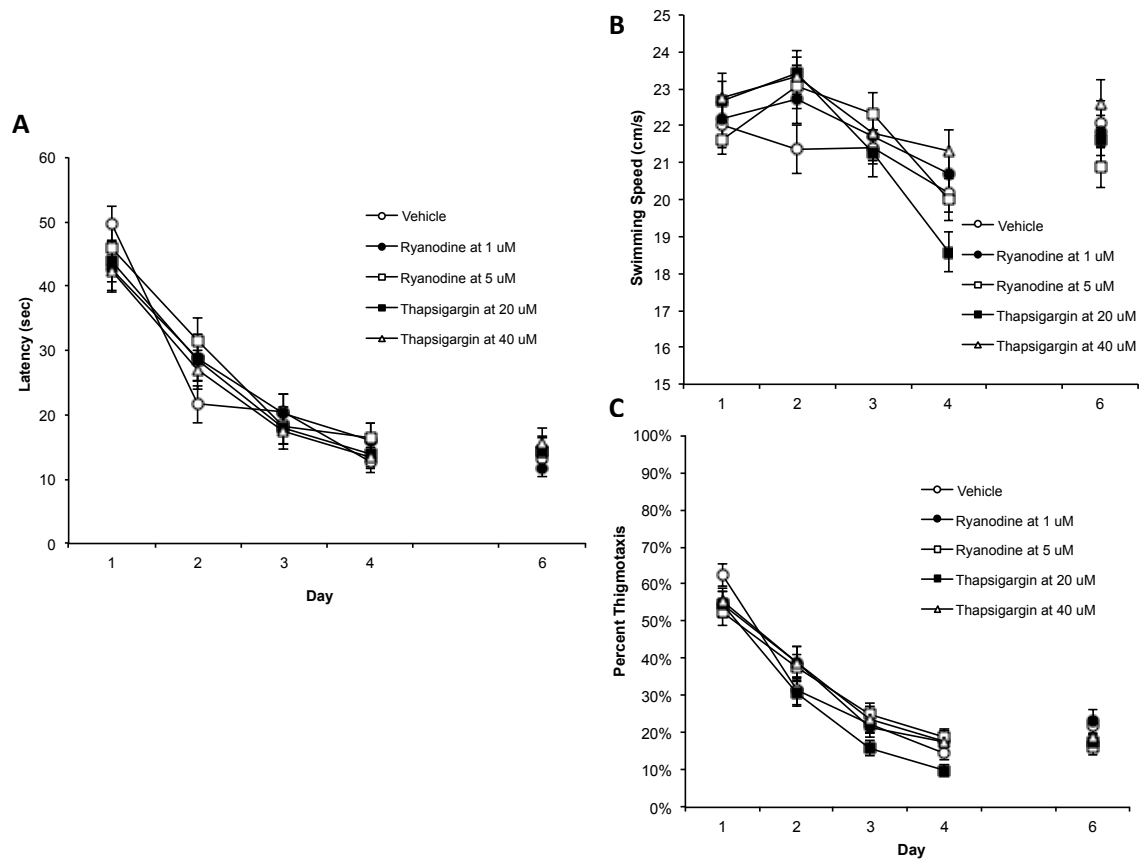 A
60
50
40
30
20
10
0
Latency (sec)
Vehicle
Ryanodine at 1 uM
Ryanodine at 5 uM
Thapsigargin at 20 uM
Thapsigargin at 40 uM
1 2 3 4 6
Day
B
25
24
23
22
21
20
19
18
17
16
15
Swimming Speed (cm/s)
Vehicle
Ryanodine at 1 uM
Ryanodine at 5 uM
Thapsigargin at 20 uM
Thapsigargin at 40 uM
1 2 3 4 6
C
100%
90%
80%
70%
60%
50%
40%
30%
20%
10%
0%
Percent Thigmotaxis
Vehicle
Ryanodine at 1 uM
Ryanodine at 5 uM
Thapsigargin at 20 uM
Thapsigargin at 40 uM
1 2 3 4 6
Day